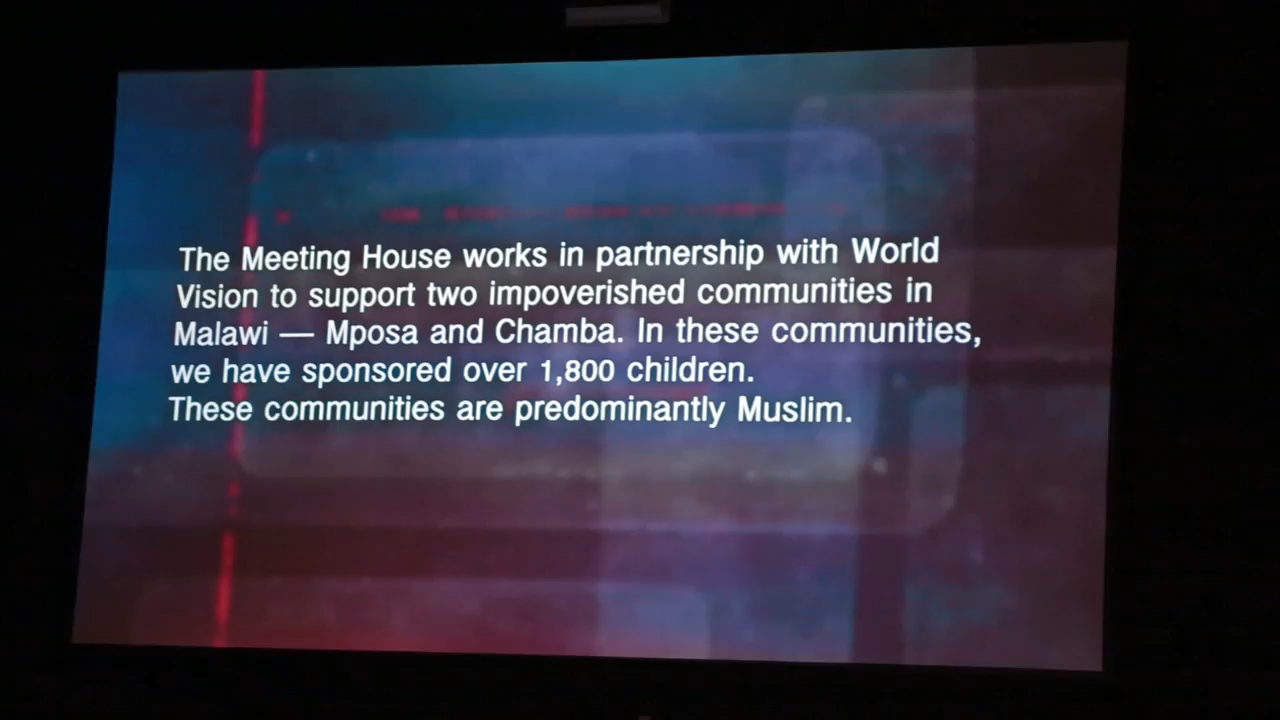 The Meeting House works in partnership with World
Vision to support two impoverished communities in
Malawi — Mposa and Chamba. In these communities,
we have sponsored over 1,800 children.
These communities are predominantly Muslim.